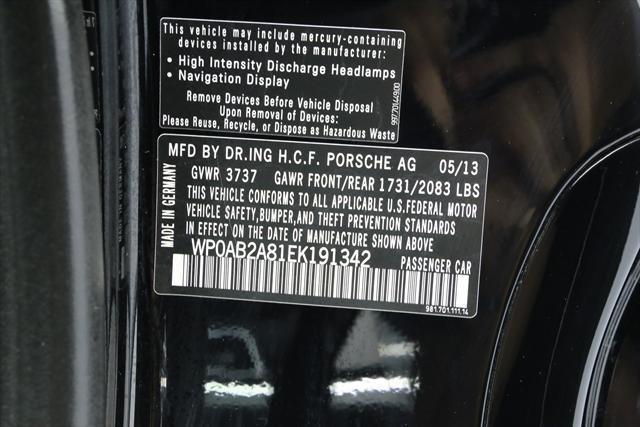 This vehicle may include mercury-containing
devices installed by the manufacturer:
• High Intensity Discharge Headlamps
• Navigation Display
Remove Devices Before Vehicle Disposal
Upon Removal of Devices:
Please Reuse, Recycle, or Dispose as Hazardous Waste
MFD BY DR.ING H.C.F. PORSCHE AG 05/13
GVWR 3737 GAWR FRONT/REAR 1731/2083 LBS
THIS VEHICLE CONFORMS TO ALL APPLICABLE U.S.FEDERAL MOTOR
VEHICLE SAFETY,BUMPER,AND THEFT PREVENTION STANDARDS
IN EFFECT ON THE DATE OF MANUFACTURE SHOWN ABOVE
WP0AB2A81EK191342 PASSENGER CAR
981.701.111.14
MADE IN GERMANY